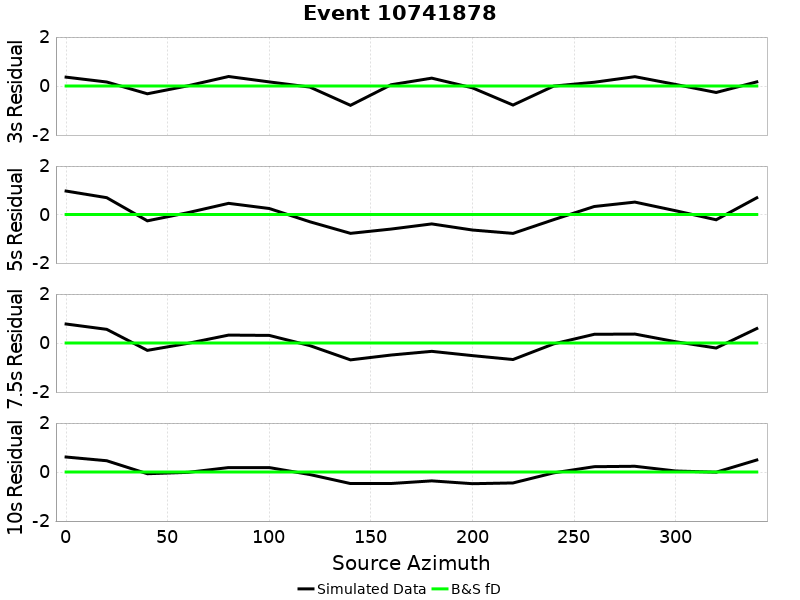 Event 10741878
3s Residual
2
0
-2
5s Residual
2
0
-2
7.5s Residual
2
0
-2
10s Residual
2
0
-2
0 50 100 150 200 250 300
Source Azimuth
Simulated Data B&S fD